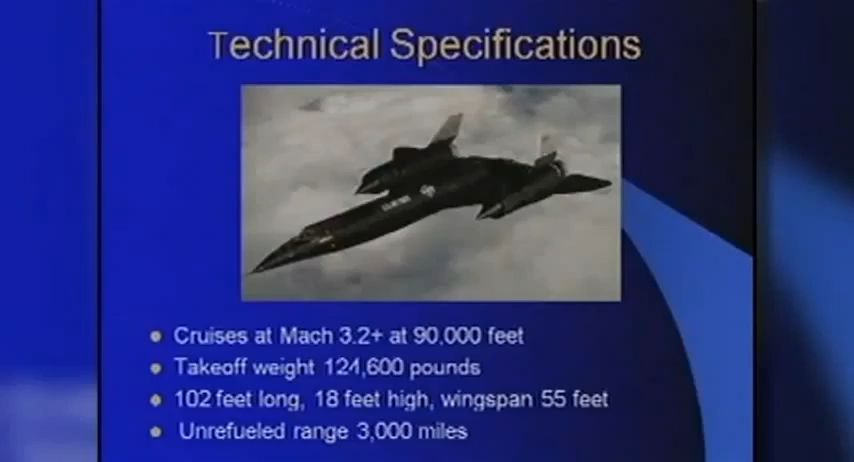 Technical Specifications
Cruises at Mach 3.2+ at 90,000 feet
Takeoff weight 124,600 pounds
102 feet long, 18 feet high, wingspan 55 feet
Unrefueled range 3,000 miles